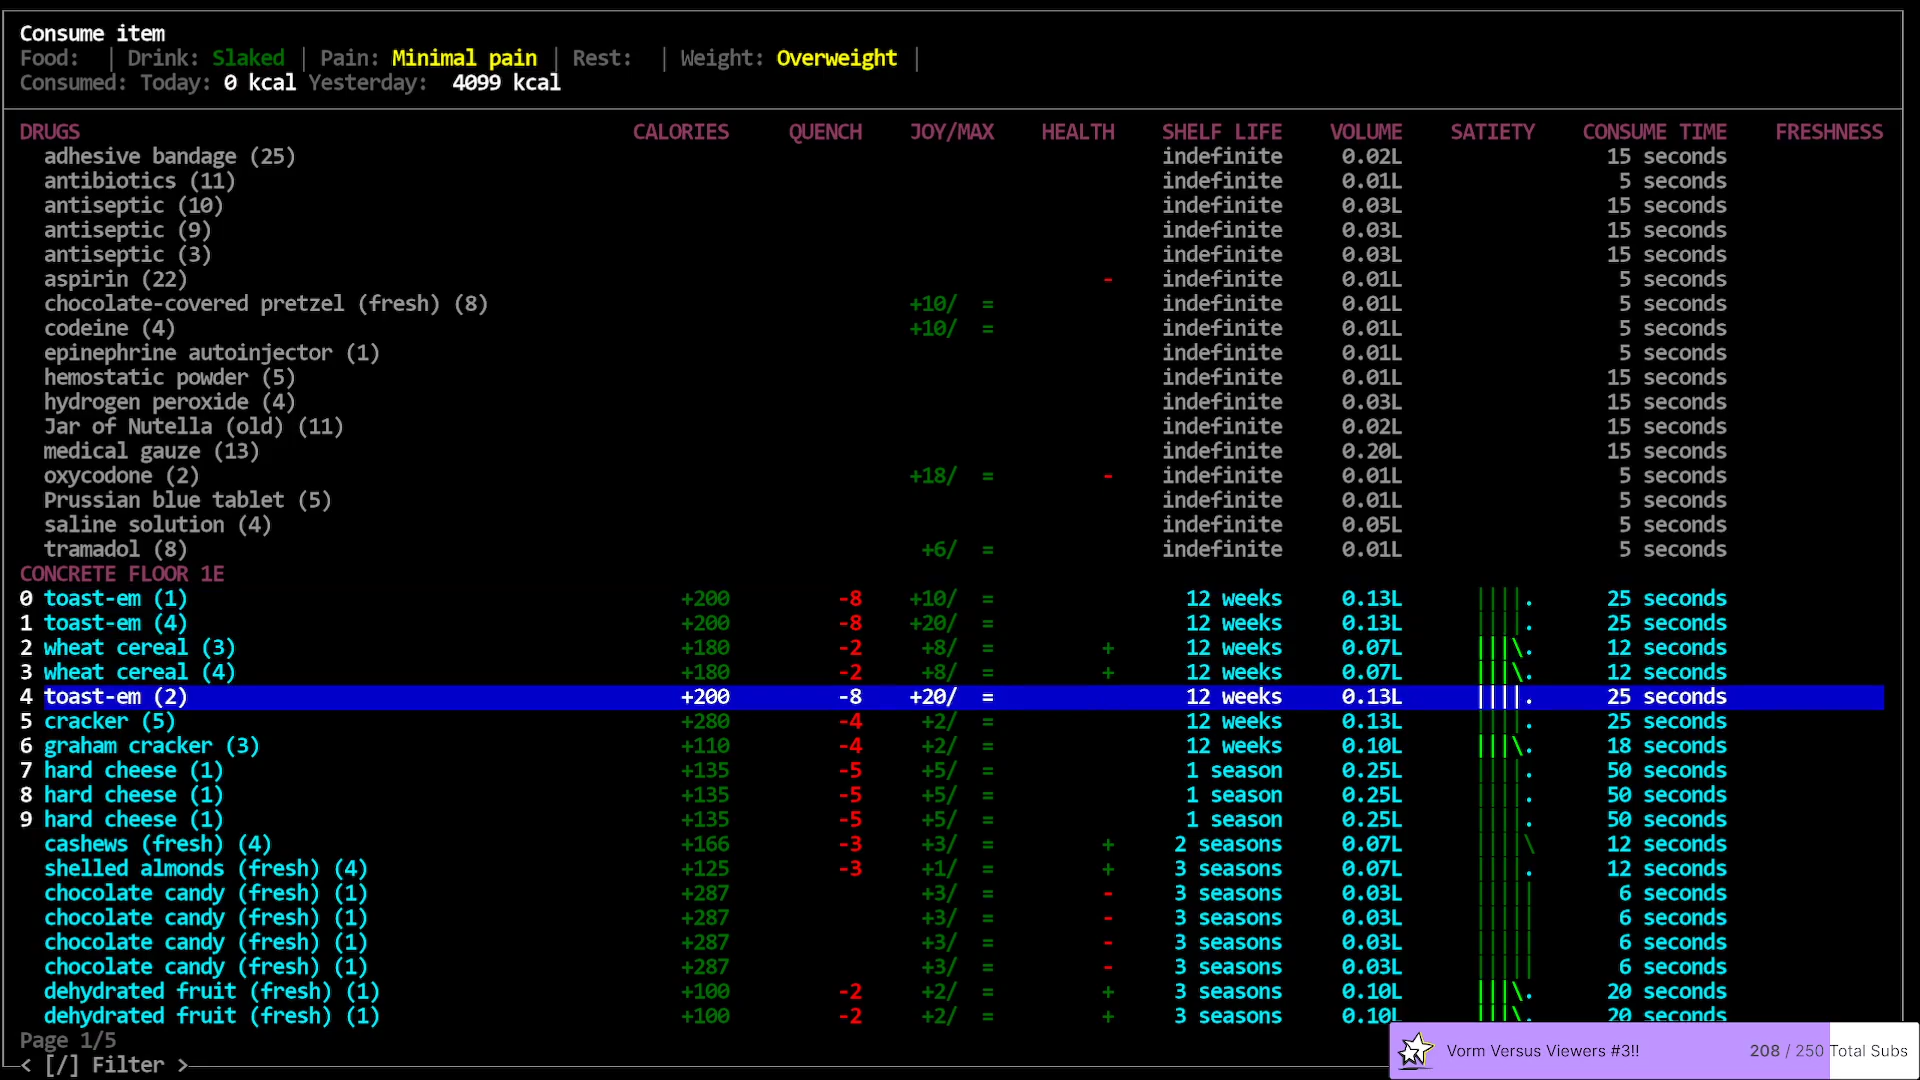 Consume item
Food:  | Drink: Slaked | Pain: Minimal pain | Rest:  | Weight: Overweight |
Consumed: Today: 0 kcal Yesterday:  4099 kcal
DRUGS CALORIES QUENCH JOY/MAX HEALTH SHELF LIFE VOLUME SATIETY CONSUME TIME FRESHNESS
adhesive bandage (25) indefinite 0.02L 15 seconds
antibiotics (11) indefinite 0.01L 5 seconds
antiseptic (10) indefinite 0.03L 15 seconds
antiseptic (9) indefinite 0.03L 15 seconds
antiseptic (3) indefinite 0.03L 15 seconds
aspirin (22) - indefinite 0.01L 5 seconds
chocolate-covered pretzel (fresh) (8) +10/ = indefinite 0.01L 5 seconds
codeine (4) +10/ = indefinite 0.01L 5 seconds
epinephrine autoinjector (1) indefinite 0.01L 5 seconds
hemostatic powder (5) indefinite 0.01L 15 seconds
hydrogen peroxide (4) indefinite 0.03L 15 seconds
Jar of Nutella (old) (11) indefinite 0.02L 15 seconds
medical gauze (13) indefinite 0.20L 15 seconds
oxycodone (2) +18/ = - indefinite 0.01L 5 seconds
Prussian blue tablet (5) indefinite 0.01L 5 seconds
saline solution (4) indefinite 0.05L 5 seconds
tramadol (8) +6/ = indefinite 0.01L 5 seconds
CONCRETE FLOOR 1E
0 toast-em (1) +200 -8 +10/ = 12 weeks 0.13L ||||. 25 seconds
1 toast-em (4) +200 -8 +20/ = 12 weeks 0.13L ||||. 25 seconds
2 wheat cereal (3) +180 -2 +8/ = + 12 weeks 0.07L |||\. 12 seconds
3 wheat cereal (4) +180 -2 +8/ = + 12 weeks 0.07L |||\. 12 seconds
4 toast-em (2) +200 -8 +20/ = 12 weeks 0.13L ||||. 25 seconds
5 cracker (5) +280 -4 +2/ = 12 weeks 0.13L ||||. 25 seconds
6 graham cracker (3) +110 -4 +2/ = 12 weeks 0.10L |||\. 18 seconds
7 hard cheese (1) +135 -5 +5/ = 1 season 0.25L ||||. 50 seconds
8 hard cheese (1) +135 -5 +5/ = 1 season 0.25L ||||. 50 seconds
9 hard cheese (1) +135 -5 +5/ = 1 season 0.25L ||||. 50 seconds
cashews (fresh) (4) +166 -3 +3/ = + 2 seasons 0.07L ||||\ 12 seconds
shelled almonds (fresh) (4) +125 -3 +1/ = + 3 seasons 0.07L ||||. 12 seconds
chocolate candy (fresh) (1) +287 +3/ = - 3 seasons 0.03L ||||| 6 seconds
chocolate candy (fresh) (1) +287 +3/ = - 3 seasons 0.03L ||||| 6 seconds
chocolate candy (fresh) (1) +287 +3/ = - 3 seasons 0.03L ||||| 6 seconds
chocolate candy (fresh) (1) +287 +3/ = - 3 seasons 0.03L ||||| 6 seconds
dehydrated fruit (fresh) (1) +100 -2 +2/ = + 3 seasons 0.10L |||\. 20 seconds
dehydrated fruit (fresh) (1) +100 -2 +2/ = + 3 seasons 0.10L |||\. 20 seconds
Page 1/5
< [/] Filter >
Vorm Versus Viewers #3!! 208 / 250 Total Subs